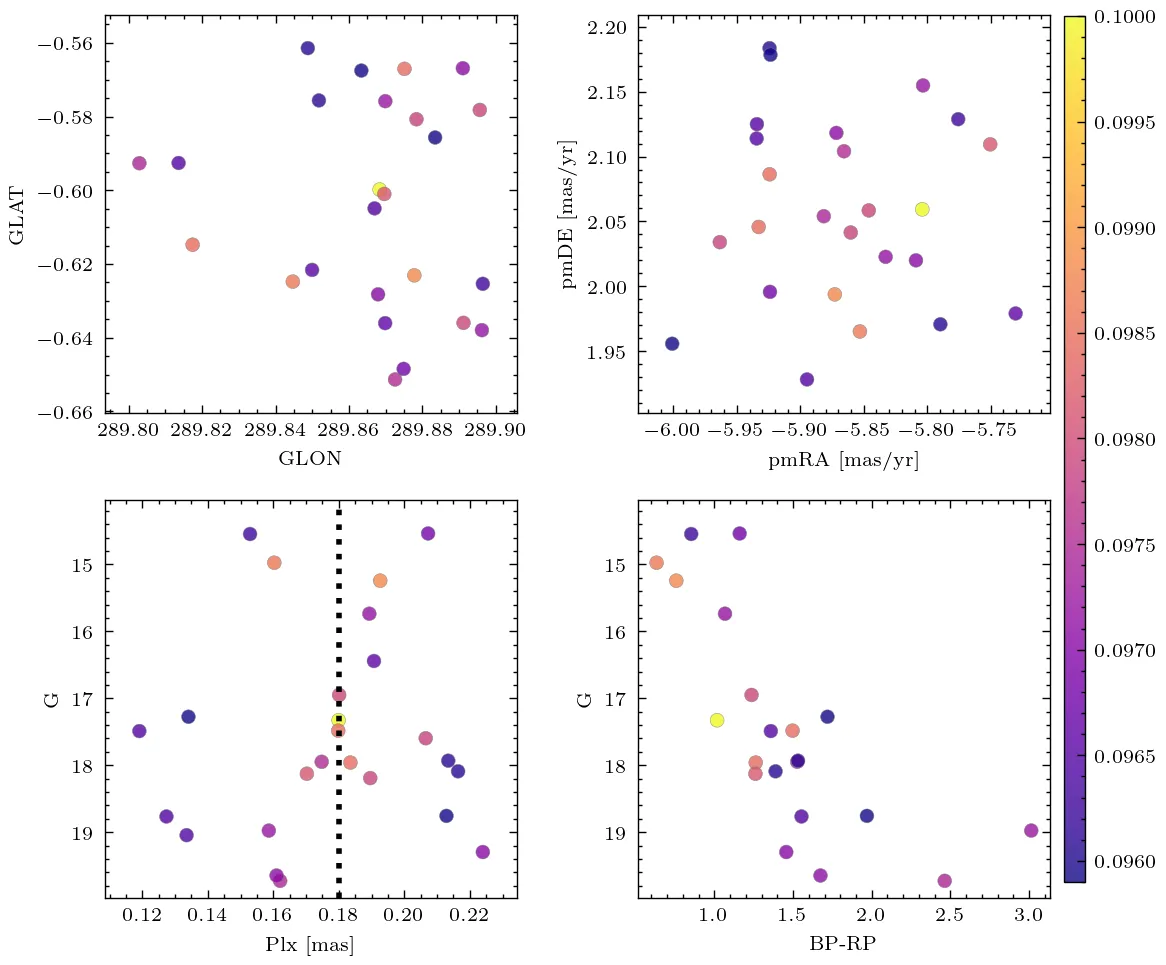 −0.56
−0.58
−0.60
−0.62
−0.64
−0.66
GLAT
289.80 289.82 289.84 289.86 289.88 289.90
GLON
2.20
2.15
2.10
2.05
2.00
1.95
pmDE [mas/yr]
−6.00 −5.95 −5.90 −5.85 −5.80 −5.75
pmRA [mas/yr]
15
16
17
18
19
G
0.12 0.14 0.16 0.18 0.20 0.22
Plx [mas]
15
16
17
18
19
G
1.0 1.5 2.0 2.5 3.0
BP-RP
0.1000
0.0995
0.0990
0.0985
0.0980
0.0975
0.0970
0.0965
0.0960